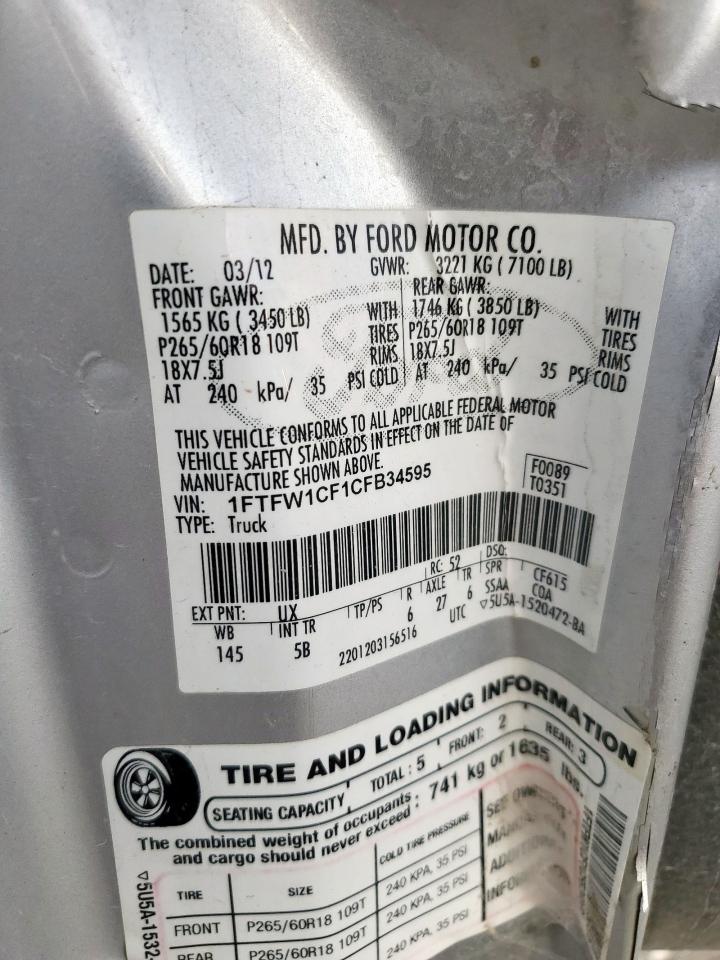 MFD. BY FORD MOTOR CO.
DATE: 03/12 GVWR: 3221 KG ( 7100 LB)
FRONT GAWR: REAR GAWR:
1565 KG ( 3450 LB) WITH 1746 KG ( 3850 LB) WITH
P265/60R18 109T TIRES P265/60R18 109T TIRES
18X7.5J RIMS 18X7.5J RIMS
AT 240 kPa/ 35 PSI COLD AT 240 kPa/ 35 PSI COLD
THIS VEHICLE CONFORMS TO ALL APPLICABLE FEDERAL MOTOR
VEHICLE SAFETY STANDARDS IN EFFECT ON THE DATE OF
MANUFACTURE SHOWN ABOVE.
VIN: 1FTFW1CF1CFB34595
F0089
T0351
TYPE: Truck
EXT PNT: UX RC: 52 DSO:
WB INT TR TP/PS R AXLE TR SPR CF615
145 5B 6 27 6 SSAA COA
2201203156516 UTC ▽5U5A-1520472-BA
TIRE AND LOADING INFORMATION
SEATING CAPACITY TOTAL : 5 FRONT: 2 REAR: 3
The combined weight of occupants
and cargo should never exceed : 741 kg or 1635 lbs.
TIRE SIZE COLD TIRE PRESSURE
FRONT P265/60R18 109T 240 KPA, 35 PSI
REAR P265/60R18 109T 240 KPA, 35 PSI
240 KPA, 35 PSI
SEE OWNER'S
MANUAL
ADDITIONAL
▽5U5A-1532